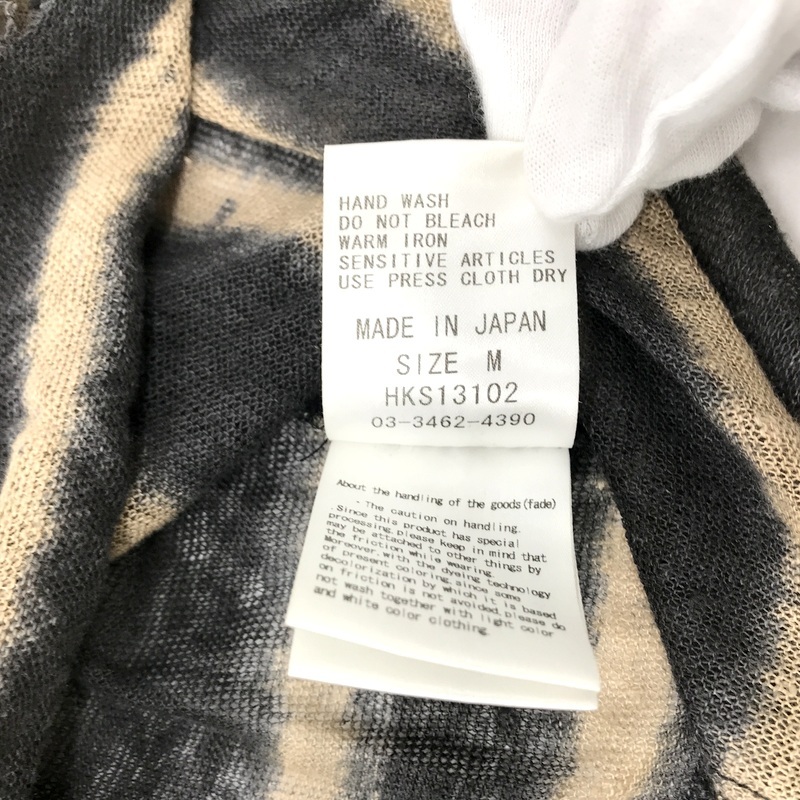 HAND WASH
DO NOT BLEACH
WARM IRON
SENSITIVE ARTICLES
USE PRESS CLOTH DRY
MADE IN JAPAN
SIZE M
HKS13102
03-3462-4390
About the handling of the goods(fade)
・The caution on handling.
Since this product has special
processing,please keep in mind that
may be attached to other things by
the friction while wearing.
Moreover with the dyeing technology
of present coloring,since some
decolorization by which it is based
on friction is not avoided,please do
not wash together with light color
and white color clothing.